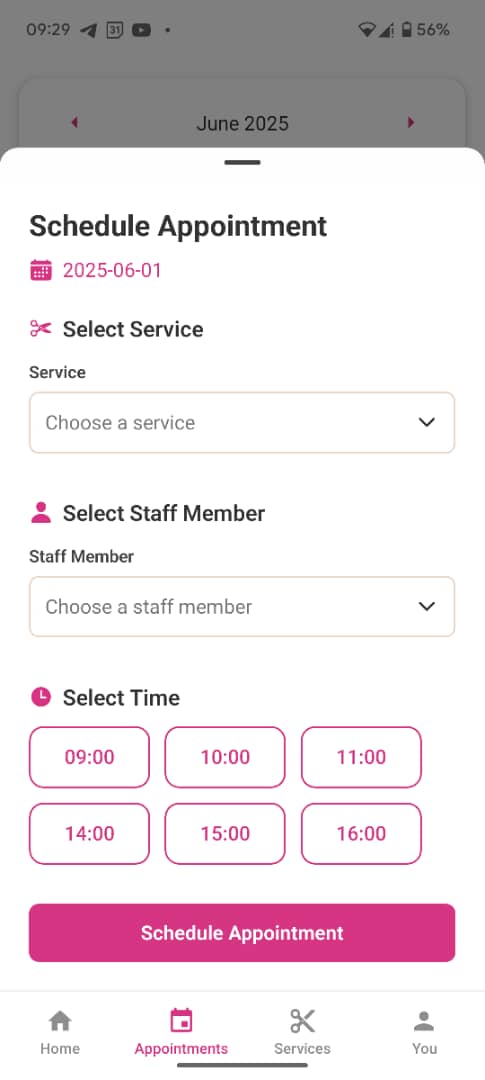 09:29 31 56%
June 2025
Schedule Appointment
2025-06-01
Select Service
Service
Choose a service
Select Staff Member
Staff Member
Choose a staff member
Select Time
09:00 10:00 11:00
14:00 15:00 16:00
Schedule Appointment
Home Appointments Services You